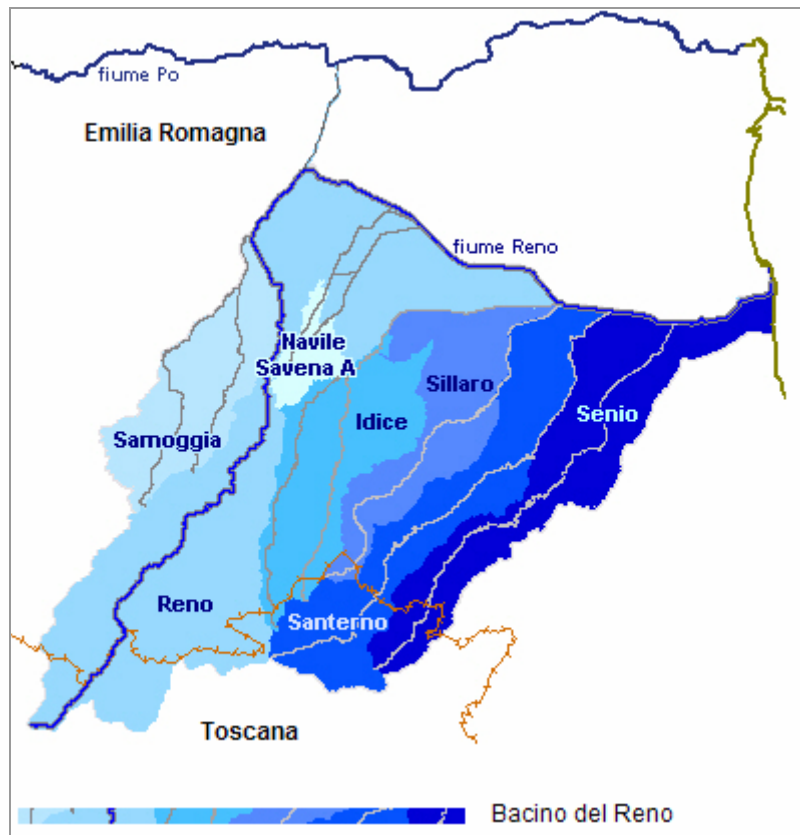 fiume Po
Emilia Romagna
fiume Reno
Navile
Savena A
Sillaro
Idice
Senio
Samoggia
Reno
Santerno
Toscana
Bacino del Reno